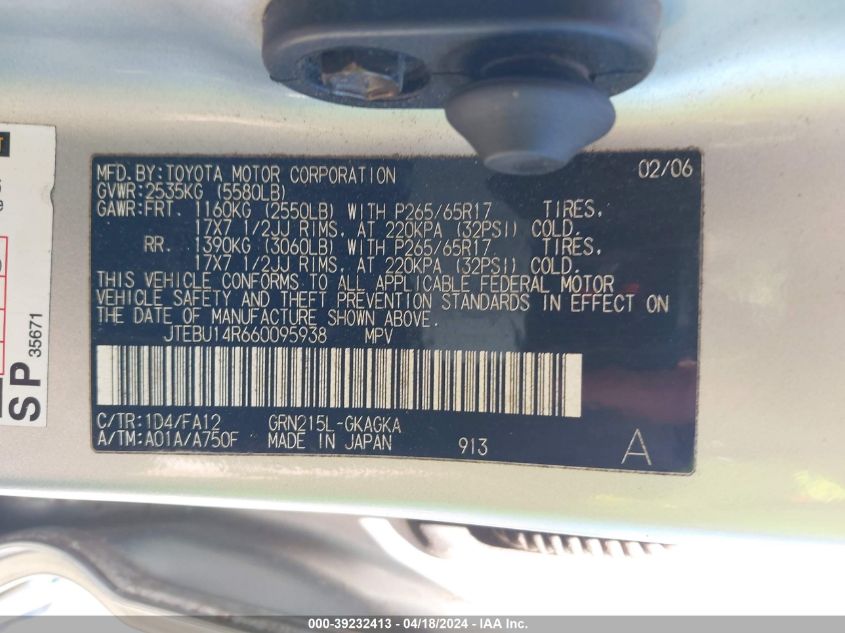 MFD.BY:TOYOTA MOTOR CORPORATION 02/06
GVWR:2535KG (5580LB)
GAWR:FRT. 1160KG (2550LB) WITH P265/65R17 TIRES.
17X7 1/2JJ RIMS. AT 220KPA (32PSI) COLD.
RR. 1390KG (3060LB) WITH P265/65R17 TIRES.
17X7 1/2JJ RIMS. AT 220KPA (32PSI) COLD.
THIS VEHICLE CONFORMS TO ALL APPLICABLE FEDERAL MOTOR
VEHICLE SAFETY AND THEFT PREVENTION STANDARDS IN EFFECT ON
THE DATE OF MANUFACTURE SHOWN ABOVE.
JTEBU14R660095938 MPV
C/TR:1D4/FA12 GRN215L-GKAGKA
A/TM:A01A/A750F MADE IN JAPAN 913 A
SP 35671
000-39232413 / 04/18/2024 - IAA Inc.